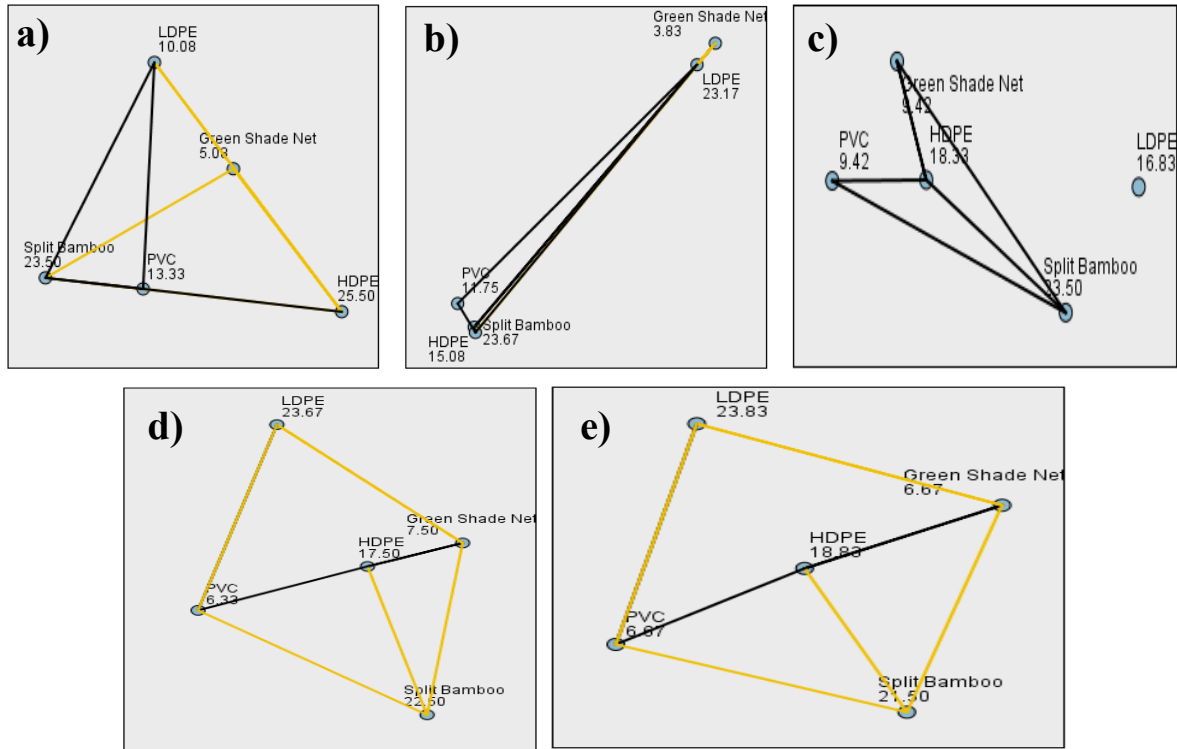 a)
LDPE
10.08
Green Shade Net
5.03
Split Bamboo
23.50
PVC
13.33
HDPE
25.50
b)
Green Shade Net
3.83
LDPE
23.17
PVC
11.75
Split Bamboo
HDPE
23.67
15.08
c)
Green Shade Net
9.42
PVC
9.42
HDPE
18.33
LDPE
16.83
Split Bamboo
d)
LDPE
23.67
Green Shade Net
7.50
HDPE
17.50
PVC
6.33
Split Bamboo
22.50
e)
LDPE
23.83
Green Shade Net
6.67
HDPE
18.83
PVC
6.67
Split Bamboo
21.50